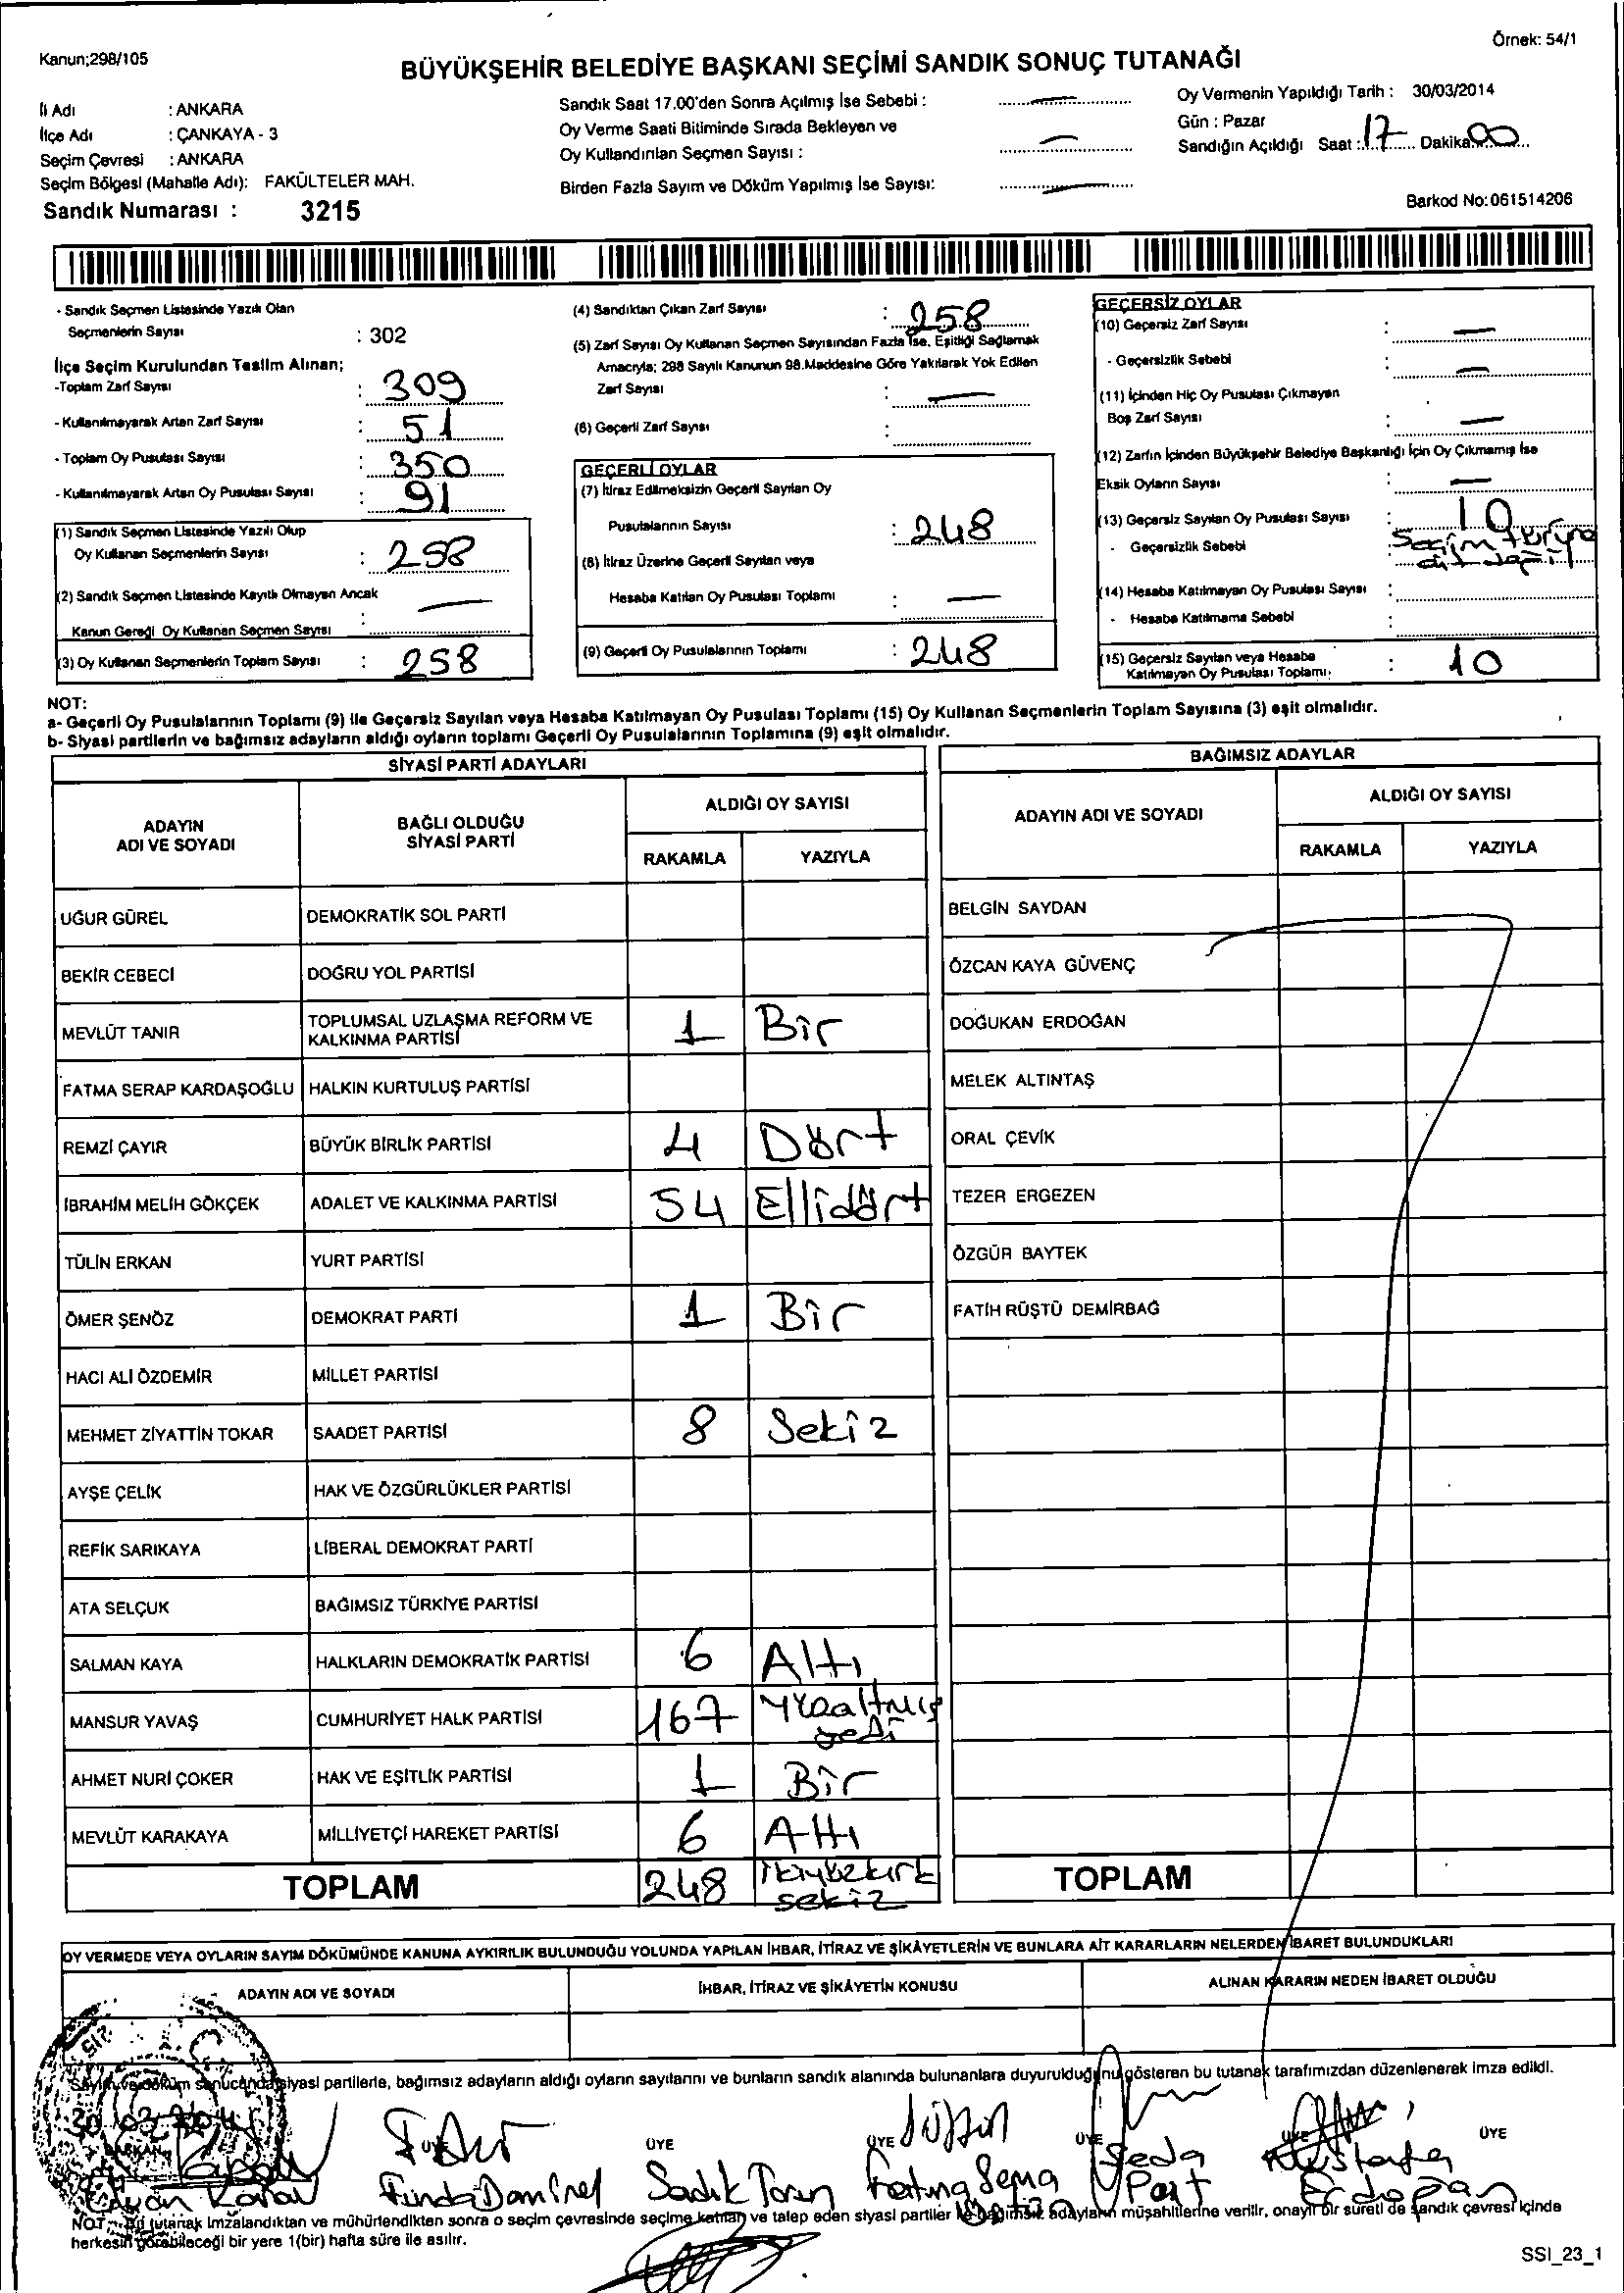 Örnek: 54/1
Kanun;298/105
BÜYÜKŞEHİR BELEDİYE BAŞKANI SEÇİMİ SANDIK SONUÇ TUTANAĞI
İl Adı : ANKARA
İlçe Adı : ÇANKAYA - 3
Seçim Çevresi : ANKARA
Seçim Bölgesi (Mahalle Adı): FAKÜLTELER MAH.
Sandık Numarası : 3215
Sandık Saat 17.00'den Sonra Açılmış İse Sebebi : —
Oy Verme Saati Bitiminde Sırada Bekleyen ve
Oy Kullandırılan Seçmen Sayısı : —
Birden Fazla Sayım ve Döküm Yapılmış İse Sayısı: —
Oy Vermenin Yapıldığı Tarih : 30/03/2014
Gün : Pazar
Sandığın Açıldığı Saat : 17 Dakika 00
Barkod No:061514206
- Sandık Seçmen Listesinde Yazılı Olan
Seçmenlerin Sayısı : 302
İlçe Seçim Kurulundan Teslim Alınan;
-Toplam Zarf Sayısı : 309
- Kullanılmayarak Artan Zarf Sayısı : 51
- Toplam Oy Pusulası Sayısı : 350
- Kullanılmayarak Artan Oy Pusulası Sayısı : 91
(1) Sandık Seçmen Listesinde Yazılı Olup
Oy Kullanan Seçmenlerin Sayısı : 258
(2) Sandık Seçmen Listesinde Kayıtlı Olmayan Ancak
Kanun Gereği Oy Kullanan Seçmen Sayısı : —
(3) Oy Kullanan Seçmenlerin Toplam Sayısı : 258
(4) Sandıktan Çıkan Zarf Sayısı : 258
(5) Zarf Sayısı Oy Kullanan Seçmen Sayısından Fazla İse, Eşitliği Sağlamak
Amacıyla; 298 Sayılı Kanunun 98.Maddesine Göre Yakılarak Yok Edilen
Zarf Sayısı : —
(6) Geçerli Zarf Sayısı :
GEÇERLİ OYLAR
(7) İtiraz Edilmeksizin Geçerli Sayılan Oy
Pusulalarının Sayısı : 248
(8) İtiraz Üzerine Geçerli Sayılan veya
Hesaba Katılan Oy Pusulası Toplamı : —
(9) Geçerli Oy Pusulalarının Toplamı : 248
GEÇERSİZ OYLAR
(10) Geçersiz Zarf Sayısı : —
- Geçersizlik Sebebi : —
(11) İçinden Hiç Oy Pusulası Çıkmayan
Boş Zarf Sayısı : —
(12) Zarfın İçinden Büyükşehir Belediye Başkanlığı İçin Oy Çıkmamış İse
Eksik Oyların Sayısı : —
(13) Geçersiz Sayılan Oy Pusulası Sayısı : 10
- Geçersizlik Sebebi : Seçim
(14) Hesaba Katılmayan Oy Pusulası Sayısı :
- Hesaba Katılmama Sebebi :
(15) Geçersiz Sayılan veya Hesaba
Katılmayan Oy Pusulası Toplamı. : 10
NOT:
a- Geçerli Oy Pusulalarının Toplamı (9) ile Geçersiz Sayılan veya Hesaba Katılmayan Oy Pusulası Toplamı (15) Oy Kullanan Seçmenlerin Toplam Sayısına (3) eşit olmalıdır.
b- Siyasi partilerin ve bağımsız adayların aldığı oyların toplamı Geçerli Oy Pusulalarının Toplamına (9) eşit olmalıdır.
SİYASİ PARTİ ADAYLARI
ADAYIN ADI VE SOYADI
BAĞLI OLDUĞU SİYASİ PARTİ
ALDIĞI OY SAYISI
RAKAMLA YAZIYLA
UĞUR GÜREL DEMOKRATİK SOL PARTİ
BEKİR CEBECİ DOĞRU YOL PARTİSİ
MEVLÜT TANIR TOPLUMSAL UZLAŞMA REFORM VE KALKINMA PARTİSİ 1 Bir
FATMA SERAP KARDAŞOĞLU HALKIN KURTULUŞ PARTİSİ
REMZİ ÇAYIR BÜYÜK BİRLİK PARTİSİ 4 Dört
İBRAHİM MELİH GÖKÇEK ADALET VE KALKINMA PARTİSİ 54 Ellidört
TÜLİN ERKAN YURT PARTİSİ
ÖMER ŞENÖZ DEMOKRAT PARTİ 1 Bir
HACI ALİ ÖZDEMİR MİLLET PARTİSİ
MEHMET ZİYATTİN TOKAR SAADET PARTİSİ 8 Sekiz
AYŞE ÇELİK HAK VE ÖZGÜRLÜKLER PARTİSİ
REFİK SARIKAYA LİBERAL DEMOKRAT PARTİ
ATA SELÇUK BAĞIMSIZ TÜRKİYE PARTİSİ
SALMAN KAYA HALKLARIN DEMOKRATİK PARTİSİ 6 Altı
MANSUR YAVAŞ CUMHURİYET HALK PARTİSİ 167 Yüzaltmış yedi
AHMET NURİ ÇOKER HAK VE EŞİTLİK PARTİSİ 1 Bir
MEVLÜT KARAKAYA MİLLİYETÇİ HAREKET PARTİSİ 6 Altı
TOPLAM 248 ikiyüzkırk sekiz
BAĞIMSIZ ADAYLAR
ADAYIN ADI VE SOYADI
ALDIĞI OY SAYISI
RAKAMLA YAZIYLA
BELGİN SAYDAN
ÖZCAN KAYA GÜVENÇ
DOĞUKAN ERDOĞAN
MELEK ALTINTAŞ
ORAL ÇEVİK
TEZER ERGEZEN
ÖZGÜR BAYTEK
FATİH RÜŞTÜ DEMİRBAĞ
TOPLAM
OY VERMEDE VEYA OYLARIN SAYIM DÖKÜMÜNDE KANUNA AYKIRILIK BULUNDUĞU YOLUNDA YAPILAN İHBAR, İTİRAZ VE ŞİKÂYETLERİN VE BUNLARA AİT KARARLARIN NELERDEN İBARET BULUNDUKLARI
ADAYIN ADI VE SOYADI
İHBAR, İTİRAZ VE ŞİKÂYETİN KONUSU
ALINAN KARARIN NEDEN İBARET OLDUĞU
Sayım ve döküm sonucunda siyasi partilerle, bağımsız adayların aldığı oyların sayılarını ve bunların sandık alanında bulunanlara duyurulduğunu gösteren bu tutanak tarafımızdan düzenlenerek imza edildi.
30.03.2014
BAŞKAN ÜYE ÜYE ÜYE ÜYE ÜYE ÜYE
Funda Demirel Sadık Toren Fatma Sema Seda Mustafa Erdoğan
NOT: Bu tutanak imzalandıktan ve mühürlendikten sonra o seçim çevresinde seçime katılan ve talep eden siyasi partiler ile bağımsız adayların müşahitlerine verilir, onaylı bir sureti de sandık çevresi içinde
herkesin görebileceği bir yere 1(bir) hafta süre ile asılır.
SSI_23_1